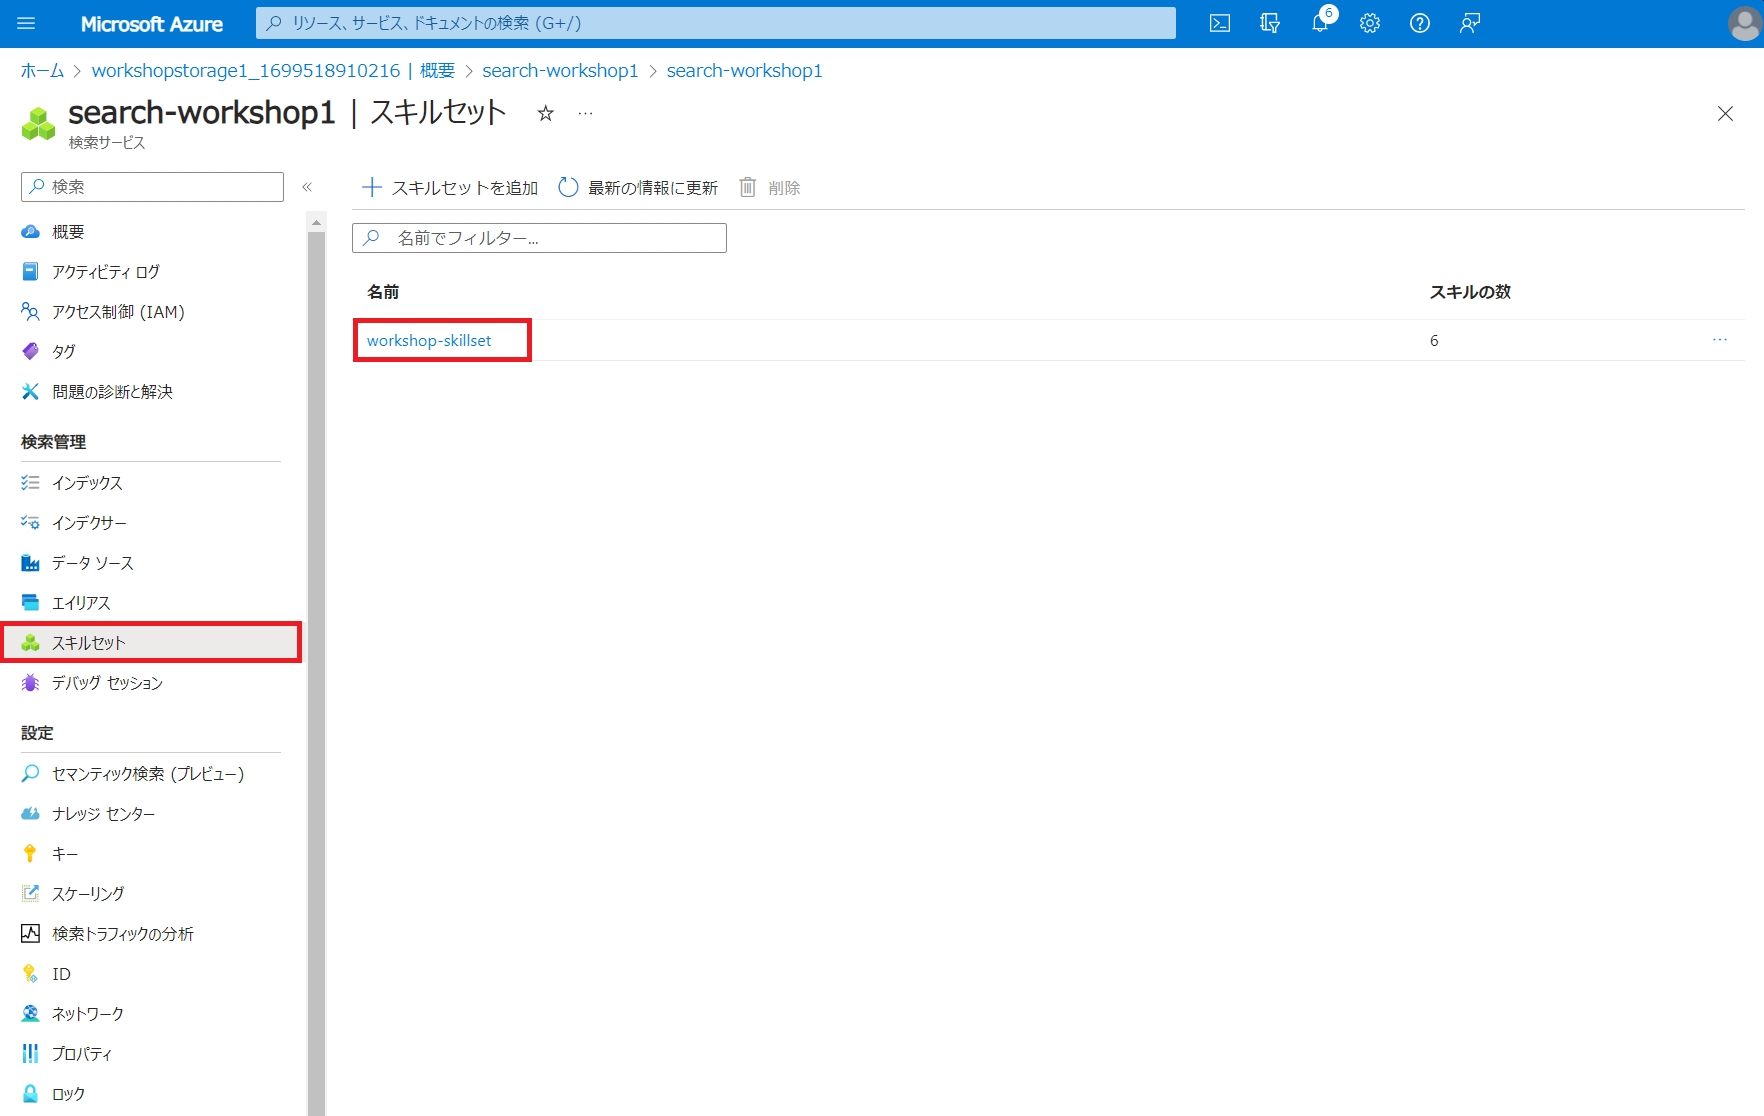 Microsoft Azure
リソース、サービス、ドキュメントの検索 (G+/)
6
ホーム > workshopstorage1_1699518910216 | 概要 > search-workshop1 > search-workshop1
search-workshop1 | スキルセット ☆ …
検索サービス
検索
«
スキルセットを追加
最新の情報に更新
削除
名前でフィルター...
名前
スキルの数
workshop-skillset
6
…
概要
アクティビティ ログ
アクセス制御 (IAM)
タグ
問題の診断と解決
検索管理
インデックス
インデクサー
データ ソース
エイリアス
スキルセット
デバッグ セッション
設定
セマンティック検索 (プレビュー)
ナレッジ センター
キー
スケーリング
検索トラフィックの分析
ID
ネットワーク
プロパティ
ロック